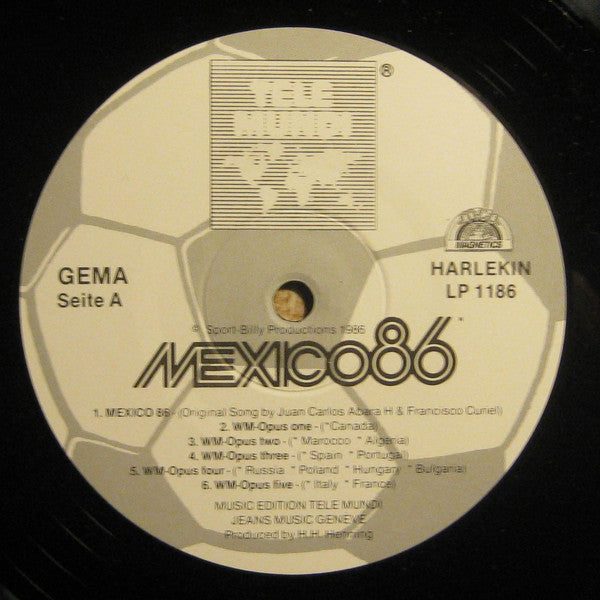 TELE
MUNDI
®
MAGNETICS
GEMA
Seite A
HARLEKIN
LP 1186
Sport-Billy Productions 1986
MEXICO86
1. MEXICO 86 - (Original Song by Juan Carlos Abara H & Francisco Curiel)
2. WM-Opus one - (*Canada)
3. WM-Opus two - (* Marocco * Algeria)
4. WM-Opus three - (* Spain * Portugal)
5. WM-Opus four - (* Russia * Poland * Hungary * Bulgaria)
6. WM-Opus five - (* Italy * France)
MUSIC EDITION TELE MUNDI
JEANS MUSIC GENEVE
Produced by H.H. Henning